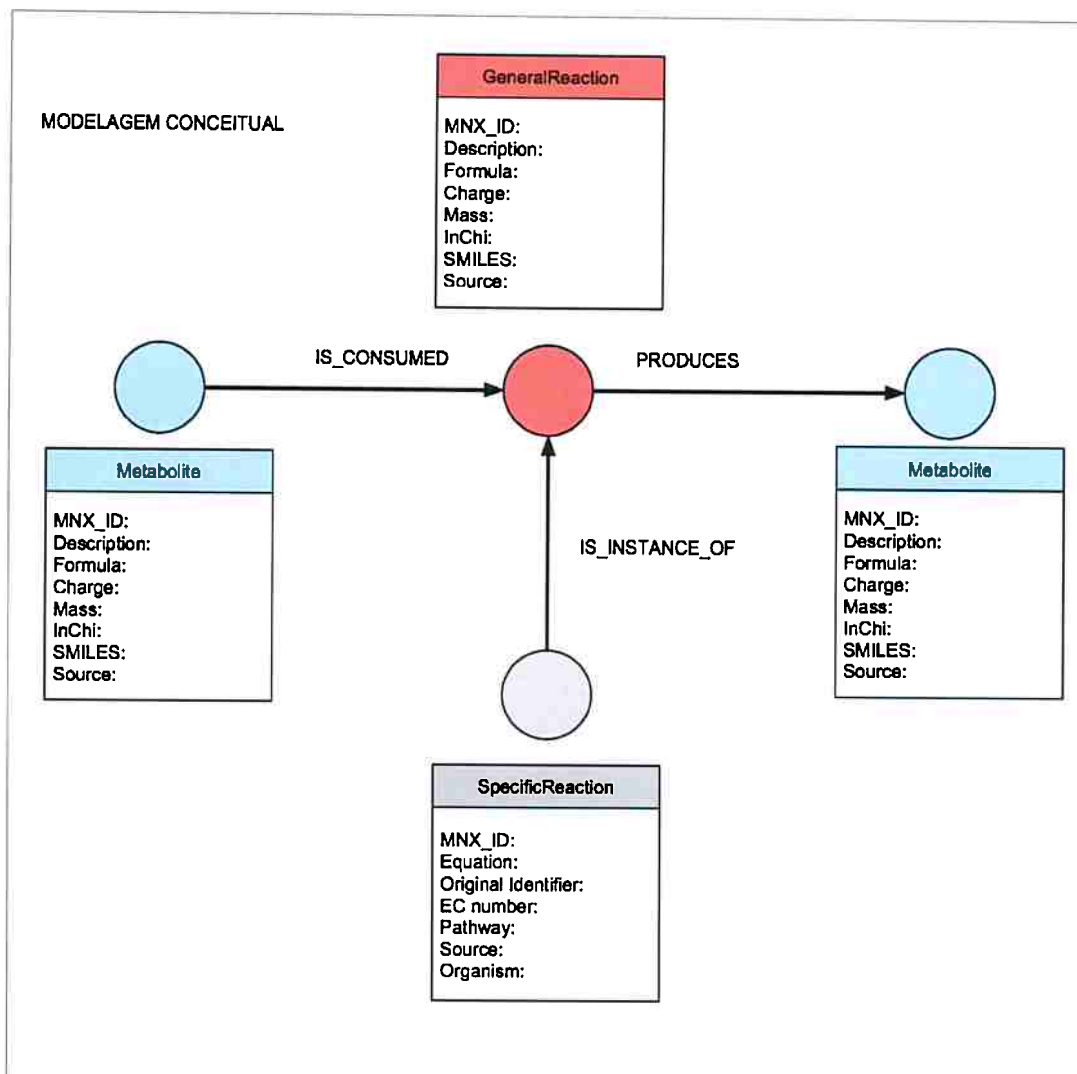 GeneralReaction
MODELAGEM CONCEITUAL
MNX_ID:
Description:
Formula:
Charge:
Mass:
InChi:
SMILES:
Source:
IS_CONSUMED
PRODUCES
Metabolite
MNX_ID:
Description:
Formula:
Charge:
Mass:
InChi:
SMILES:
Source:
Metabolite
MNX_ID:
Description:
Formula:
Charge:
Mass:
InChi:
SMILES:
Source:
IS_INSTANCE_OF
SpecificReaction
MNX_ID:
Equation:
Original Identifier:
EC number:
Pathway:
Source:
Organism: